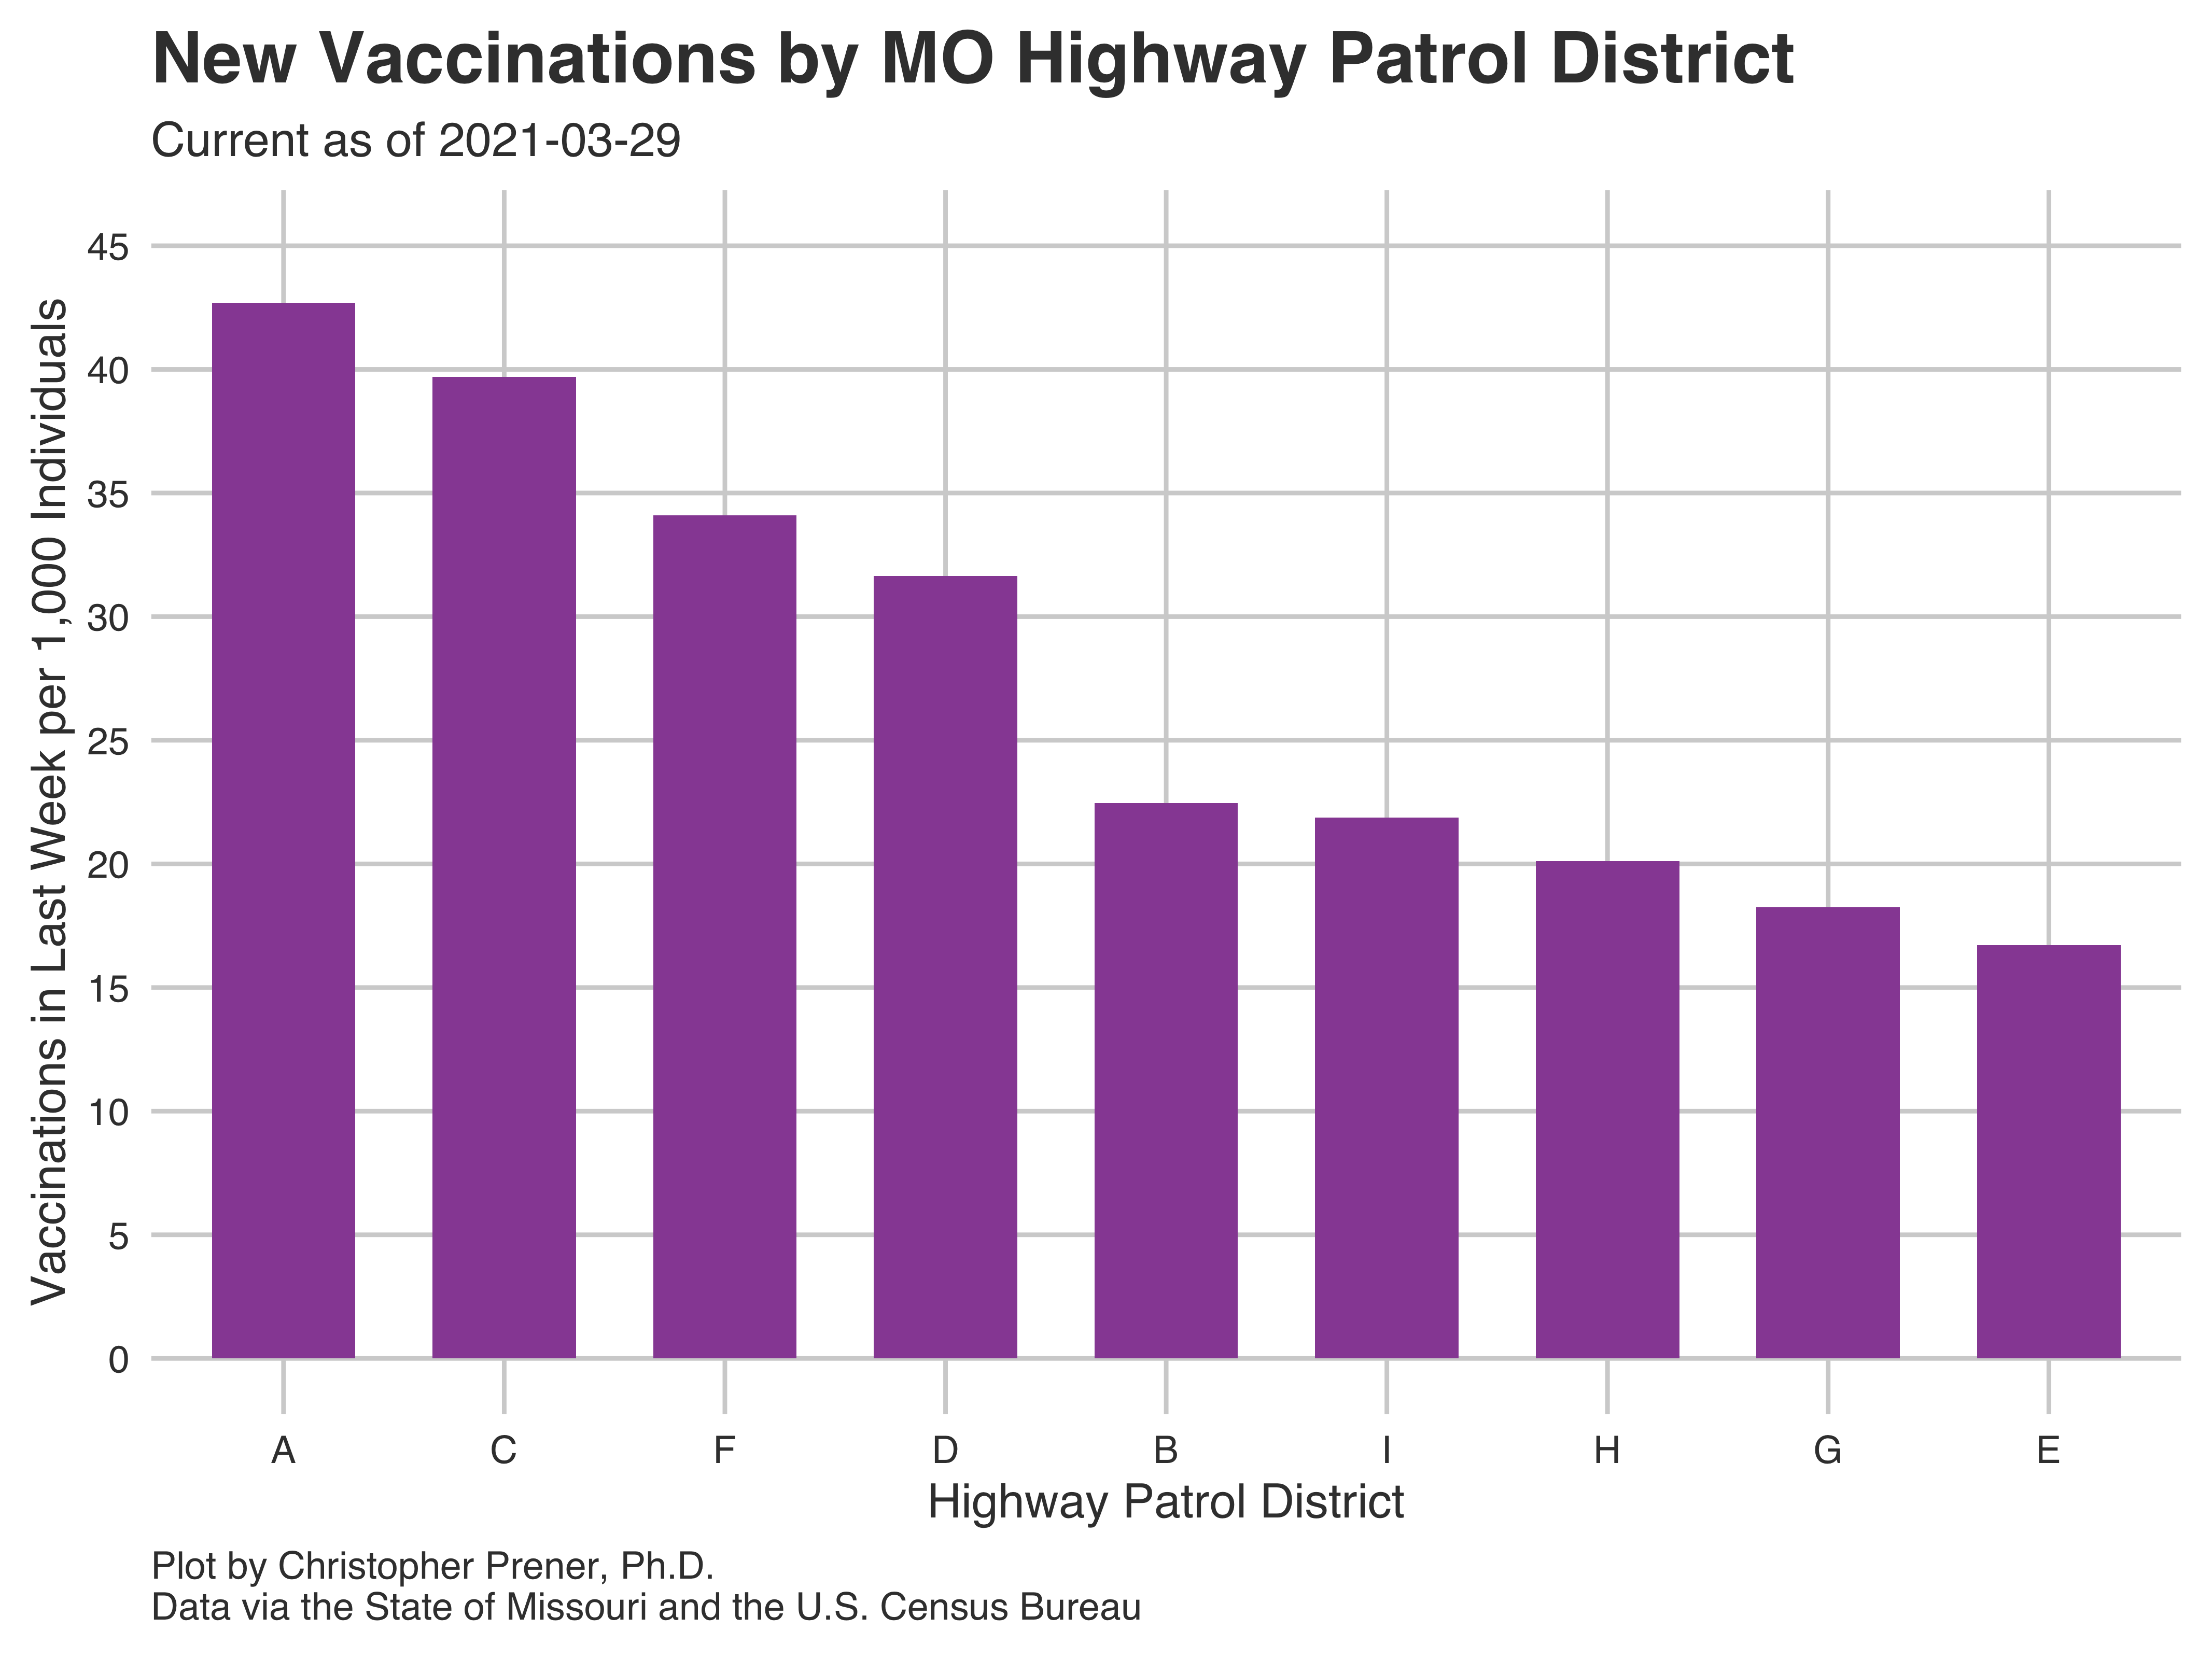 New Vaccinations by MO Highway Patrol District
Current as of 2021-03-29
Vaccinations in Last Week per 1,000 Individuals
45
40
35
30
25
20
15
10
5
0
A C F D B I H G E
Highway Patrol District
Plot by Christopher Prener, Ph.D.
Data via the State of Missouri and the U.S. Census Bureau